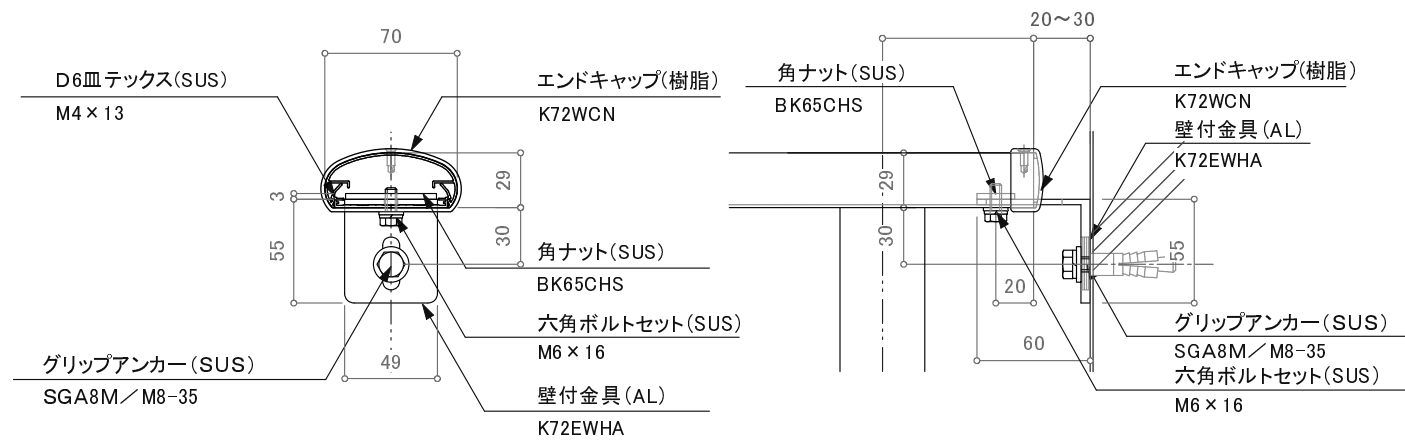 70
D6皿テックス(SUS)
M4×13
エンドキャップ(樹脂)
K72WCN
29
3
30
55
角ナット(SUS)
BK65CHS
六角ボルトセット(SUS)
M6×16
グリップアンカー(SUS)
SGA8M/M8-35
49
壁付金具(AL)
K72EWHA
20~30
角ナット(SUS)
BK65CHS
エンドキャップ(樹脂)
K72WCN
壁付金具(AL)
K72EWHA
29
30
55
20
60
グリップアンカー(SUS)
SGA8M/M8-35
六角ボルトセット(SUS)
M6×16